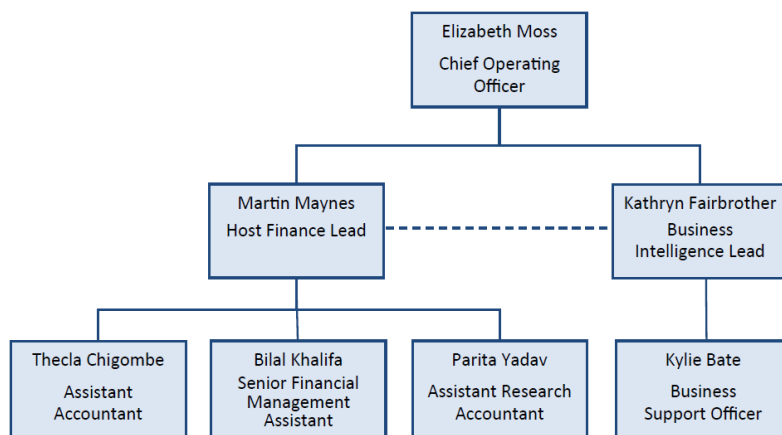 Elizabeth Moss
Chief Operating
Officer
Martin Maynes
Host Finance Lead
Kathryn Fairbrother
Business
Intelligence Lead
Thecla Chigombe
Assistant
Accountant
Bilal Khalifa
Senior Financial
Management
Assistant
Parita Yadav
Assistant Research
Accountant
Kylie Bate
Business
Support Officer